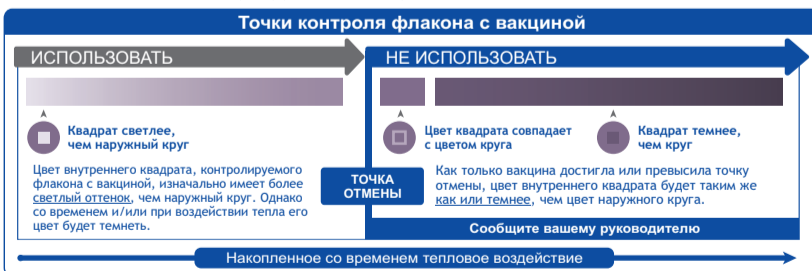 Точки контроля флакона с вакциной
ИСПОЛЬЗОВАТЬ
НЕ ИСПОЛЬЗОВАТЬ
Квадрат светлее,
чем наружный круг
Цвет квадрата совпадает
с цветом круга
Квадрат темнее,
чем круг
Цвет внутреннего квадрата, контролируемого
флакона с вакциной, изначально имеет более
светлый оттенок, чем наружный круг. Однако
со временем и/или при воздействии тепла его
цвет будет темнеть.
ТОЧКА
ОТМЕНЫ
Как только вакцина достигла или превысила точку
отмены, цвет внутреннего квадрата будет таким же
как или темнее, чем цвет наружного круга.
Сообщите вашему руководителю
Накопленное со временем тепловое воздействие